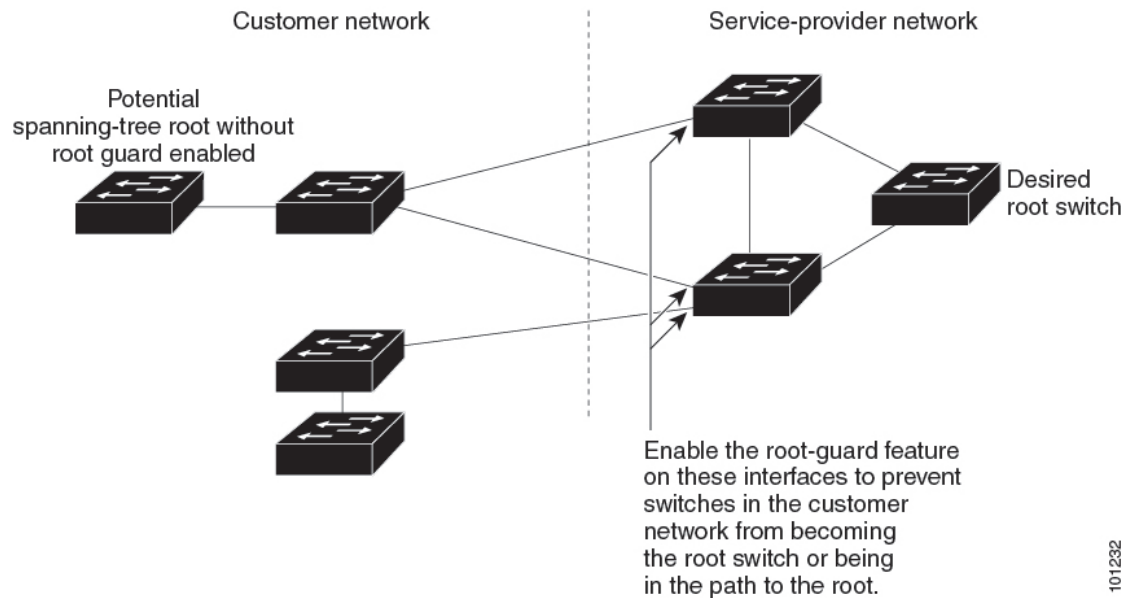 Customer network
Service-provider network
Potential
spanning-tree root without
root guard enabled
Desired
root switch
Enable the root-guard feature
on these interfaces to prevent
switches in the customer
network from becoming
the root switch or being
in the path to the root.
101232